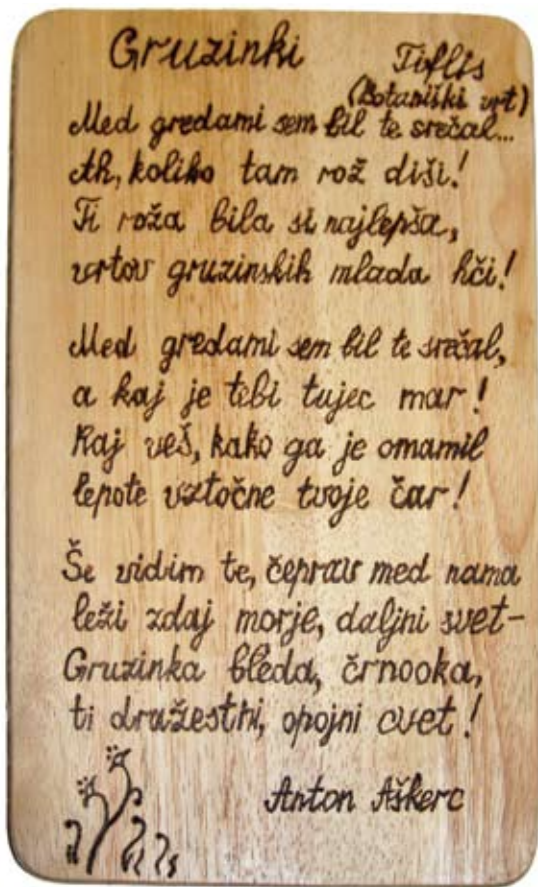 Gruzinki Tiflis
(Botaniški vrt)
Med gredami sem bil te srečal...
Ah, koliko tam rož diši!
Ti roža bila si najlepša,
vrtov gruzinskih mlada hči!
Med gredami sem bil te srečal,
a kaj je tebi tujec mar!
Kaj veš, kako ga je omamil
lepote vztočne tvoje čar!
Še vidim te, čeprav med nama
leži zdaj morje, daljni svet-
Gruzinka bleda, črnooka,
ti dražestni, opojni cvet!
Anton Aškerc